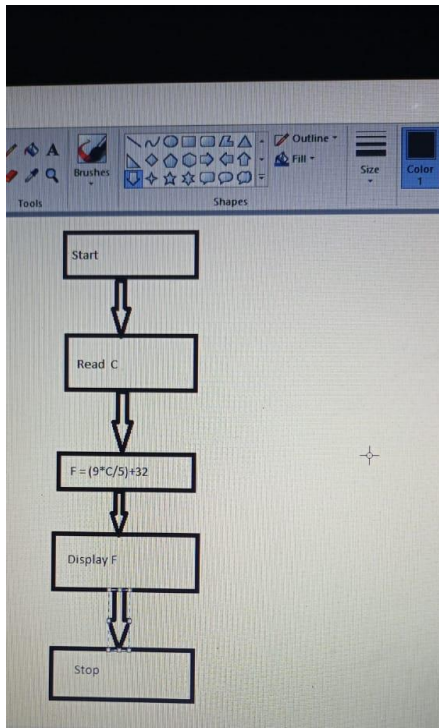 Outline
Fill
A
Brushes
Size
Color
1
Tools
Shapes
Start
Read C
F = (9*C/5)+32
Display F
Stop